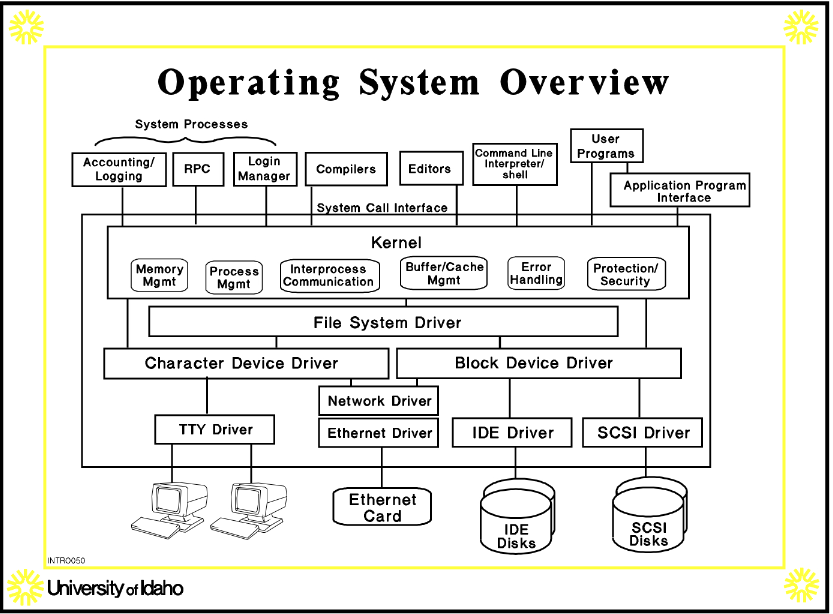 Operating System Overview
System Processes
Accounting/
Logging
RPC
Login
Manager
Compilers
Editors
Command Line
Interpreter/
shell
User
Programs
Application Program
Interface
System Call Interface
Kernel
Memory
Mgmt
Process
Mgmt
Interprocess
Communication
Buffer/Cache
Mgmt
Error
Handling
Protection/
Security
File System Driver
Character Device Driver
Block Device Driver
Network Driver
TTY Driver
Ethernet Driver
IDE Driver
SCSI Driver
Ethernet
Card
IDE
Disks
SCSI
Disks
INTRO050
University of Idaho